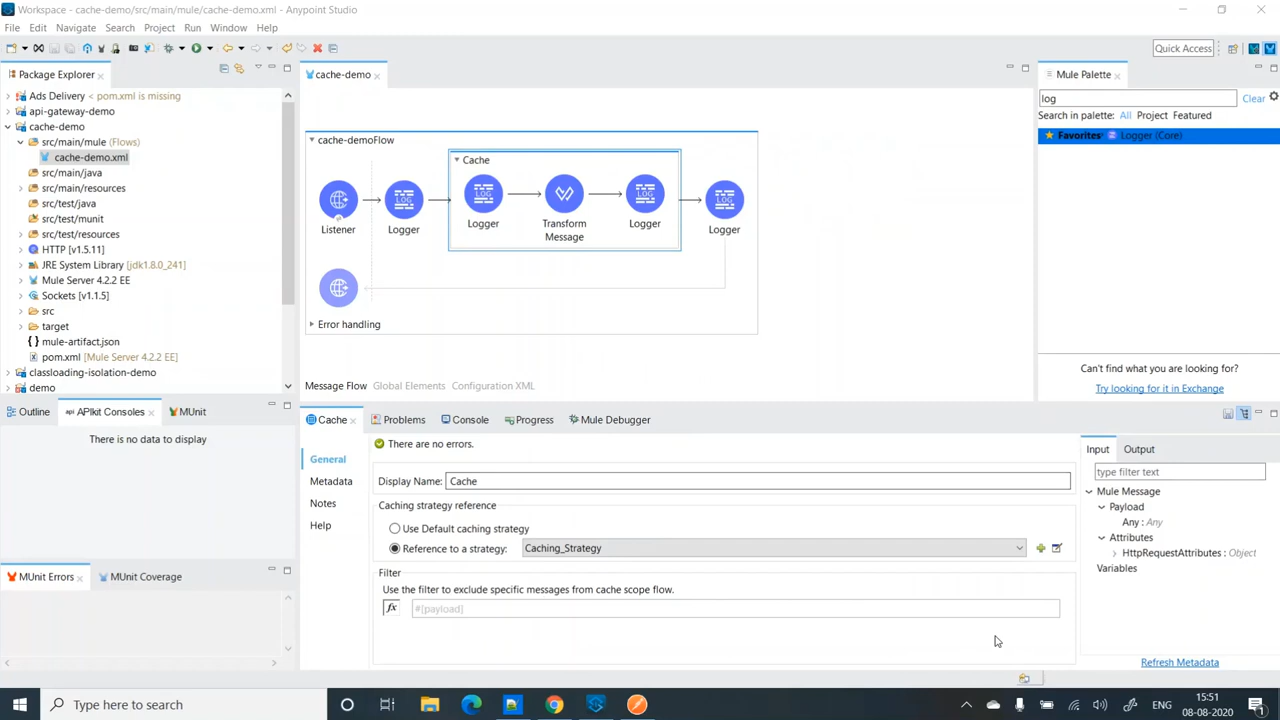 Workspace - cache-demo/src/main/mule/cache-demo.xml - Anypoint Studio
File Edit Navigate Search Project Run Window Help
Quick Access
Package Explorer
Ads Delivery < pom.xml is missing
api-gateway-demo
cache-demo
src/main/mule (Flows)
cache-demo.xml
src/main/java
src/main/resources
src/test/java
src/test/munit
src/test/resources
HTTP [v1.5.11]
JRE System Library [jdk1.8.0_241]
Mule Server 4.2.2 EE
Sockets [v1.1.5]
src
target
mule-artifact.json
pom.xml [Mule Server 4.2.2 EE]
classloading-isolation-demo
demo
cache-demo
cache-demoFlow
Cache
LOG LOG LOG LOG
Listener Logger Logger Transform Message Logger Logger
Error handling
Message Flow Global Elements Configuration XML
Mule Palette
log Clear
Search in palette: All Project Featured
Favorites Logger (Core)
Can't find what you are looking for?
Try looking for it in Exchange
Outline APIkit Consoles MUnit
There is no data to display
MUnit Errors MUnit Coverage
Cache Problems Console Progress Mule Debugger
There are no errors.
General
Metadata
Notes
Help
Display Name: Cache
Caching strategy reference
Use Default caching strategy
Reference to a strategy: Caching_Strategy
Filter
Use the filter to exclude specific messages from cache scope flow.
fx #[payload]
Input Output
type filter text
Mule Message
Payload
Any : Any
Attributes
HttpRequestAttributes : Object
Variables
Refresh Metadata
Type here to search
ENG
15:51
08-08-2020
1